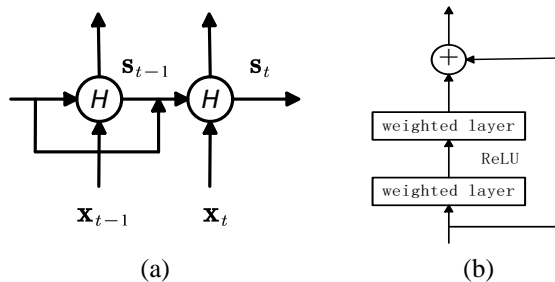 s_{t-1} s_t
H H
x_{t-1} x_t
(a)
+
weighted layer
ReLU
weighted layer
(b)